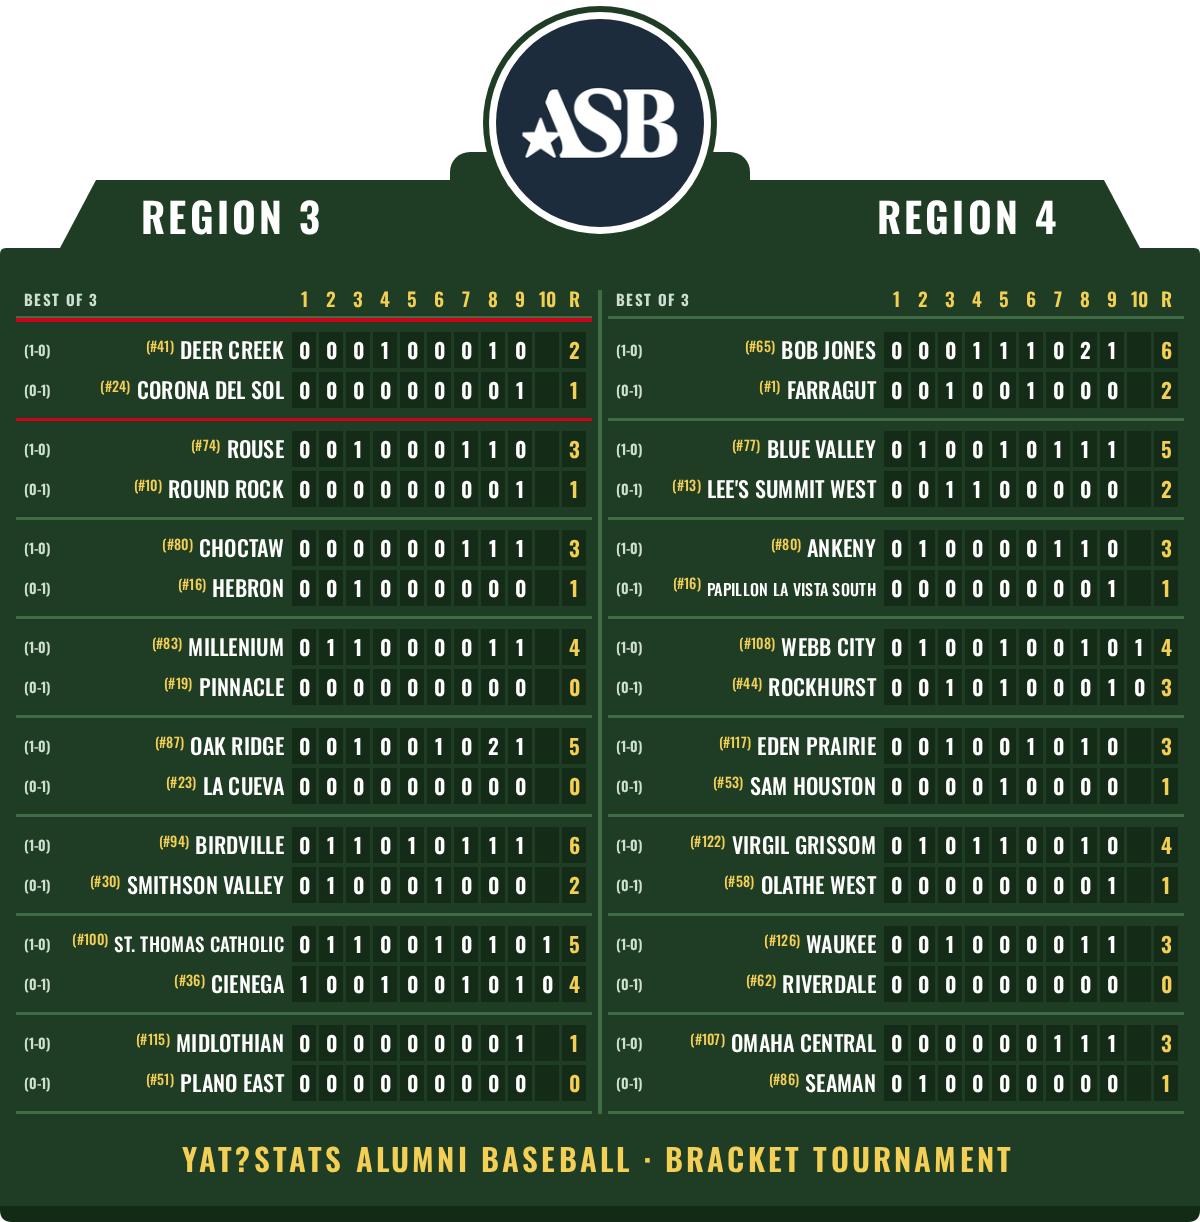 ASB
REGION 3
REGION 4
BEST OF 3 1 2 3 4 5 6 7 8 9 10 R
(1-0) (#41) DEER CREEK 0 0 0 1 0 0 0 1 0 2
(0-1) (#24) CORONA DEL SOL 0 0 0 0 0 0 0 0 1 1
(1-0) (#74) ROUSE 0 0 1 0 0 0 1 1 0 3
(0-1) (#10) ROUND ROCK 0 0 0 0 0 0 0 0 1 1
(1-0) (#80) CHOCTAW 0 0 0 0 0 0 1 1 1 3
(0-1) (#16) HEBRON 0 0 1 0 0 0 0 0 0 1
(1-0) (#83) MILLENIUM 0 1 1 0 0 0 0 1 1 4
(0-1) (#19) PINNACLE 0 0 0 0 0 0 0 0 0 0
(1-0) (#87) OAK RIDGE 0 0 1 0 0 1 0 2 1 5
(0-1) (#23) LA CUEVA 0 0 0 0 0 0 0 0 0 0
(1-0) (#94) BIRDVILLE 0 1 1 0 1 0 1 1 1 6
(0-1) (#30) SMITHSON VALLEY 0 1 0 0 0 1 0 0 0 2
(1-0) (#100) ST. THOMAS CATHOLIC 0 1 1 0 0 1 0 1 0 1 5
(0-1) (#36) CIENEGA 1 0 0 1 0 0 1 0 1 0 4
(1-0) (#115) MIDLOTHIAN 0 0 0 0 0 0 0 0 1 1
(0-1) (#51) PLANO EAST 0 0 0 0 0 0 0 0 0 0
BEST OF 3 1 2 3 4 5 6 7 8 9 10 R
(1-0) (#65) BOB JONES 0 0 0 1 1 1 0 2 1 6
(0-1) (#1) FARRAGUT 0 0 1 0 0 1 0 0 0 2
(1-0) (#77) BLUE VALLEY 0 1 0 0 1 0 1 1 1 5
(0-1) (#13) LEE'S SUMMIT WEST 0 0 1 1 0 0 0 0 0 2
(1-0) (#80) ANKENY 0 1 0 0 0 0 1 1 0 3
(0-1) (#16) PAPILLON LA VISTA SOUTH 0 0 0 0 0 0 0 0 1 1
(1-0) (#108) WEBB CITY 0 1 0 0 1 0 0 1 0 1 4
(0-1) (#44) ROCKHURST 0 0 1 0 1 0 0 0 1 0 3
(1-0) (#117) EDEN PRAIRIE 0 0 1 0 0 1 0 1 0 3
(0-1) (#53) SAM HOUSTON 0 0 0 0 1 0 0 0 0 1
(1-0) (#122) VIRGIL GRISSOM 0 1 0 1 1 0 0 1 0 4
(0-1) (#58) OLATHE WEST 0 0 0 0 0 0 0 0 1 1
(1-0) (#126) WAUKEE 0 0 1 0 0 0 0 1 1 3
(0-1) (#62) RIVERDALE 0 0 0 0 0 0 0 0 0 0
(1-0) (#107) OMAHA CENTRAL 0 0 0 0 0 0 1 1 1 3
(0-1) (#86) SEAMAN 0 1 0 0 0 0 0 0 0 1
YAT?STATS ALUMNI BASEBALL · BRACKET TOURNAMENT